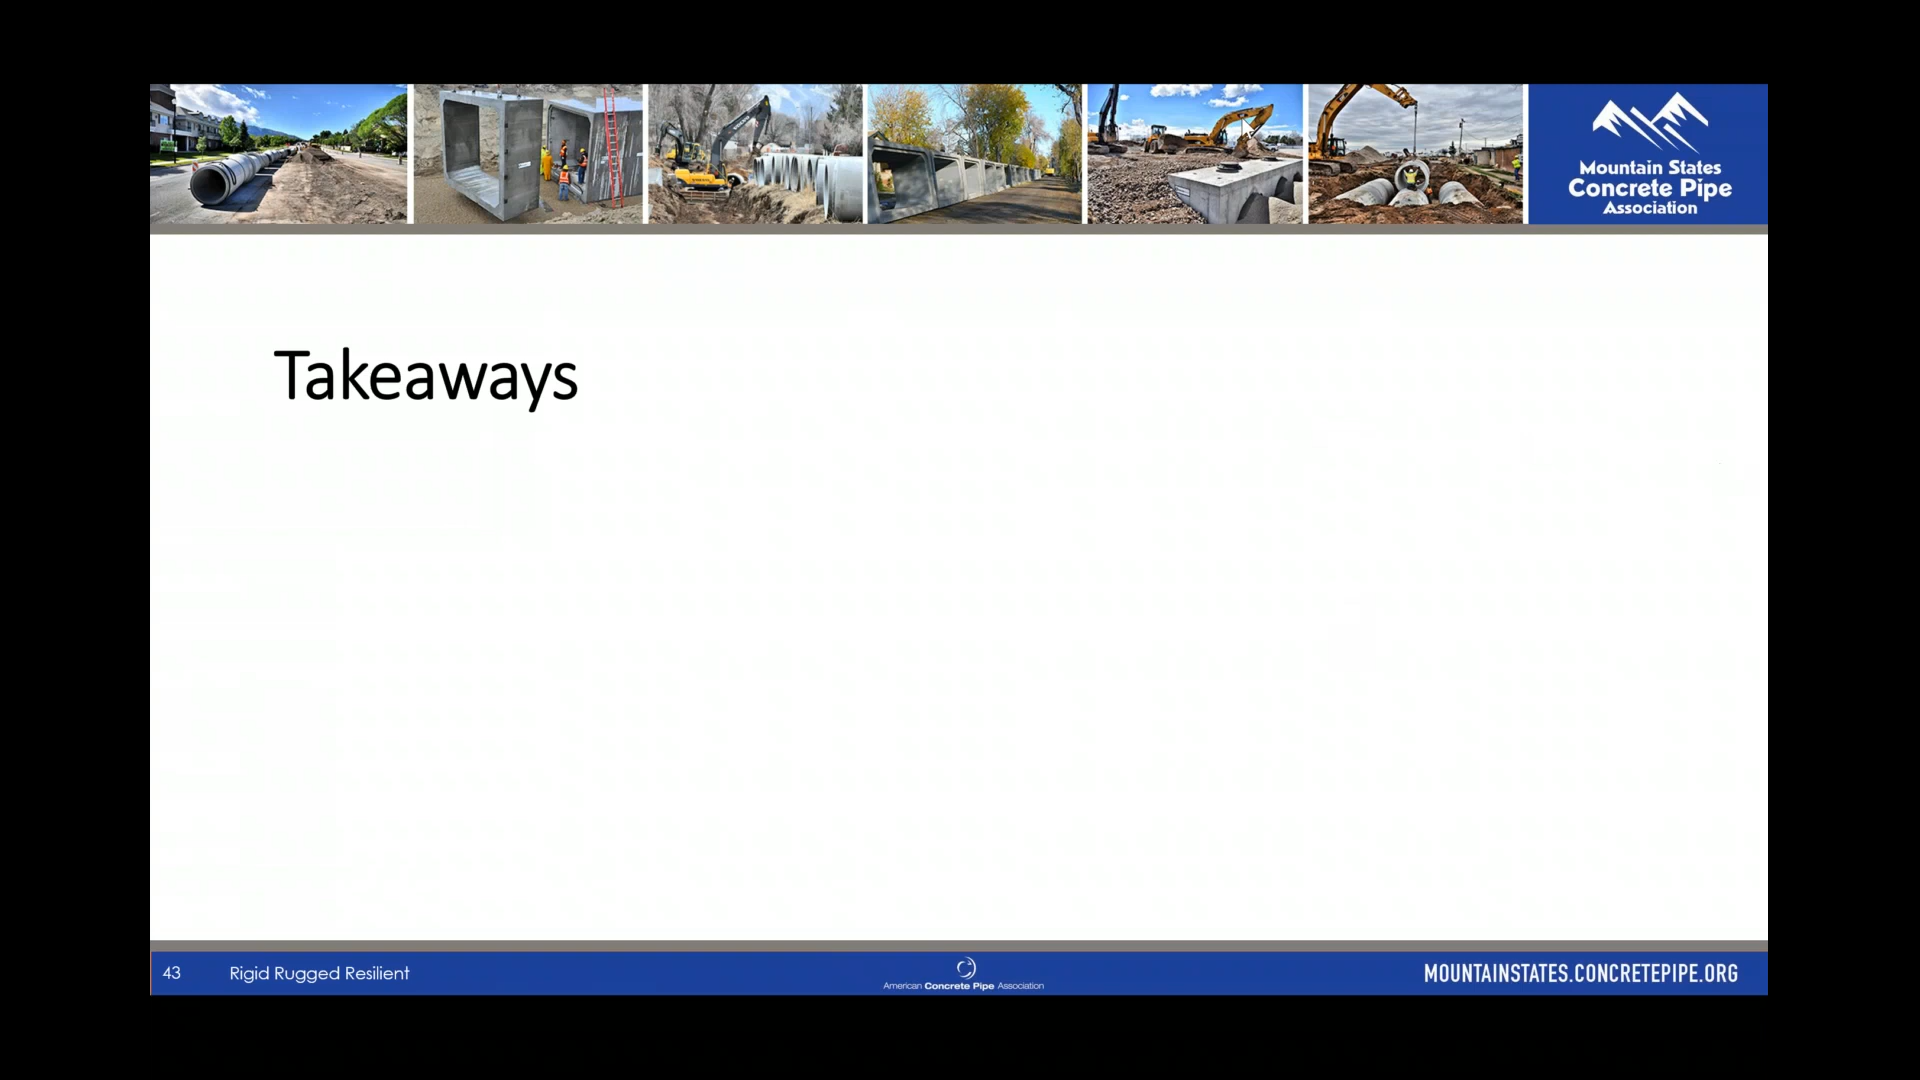 Mountain States
Concrete Pipe
Association
Takeaways
43
Rigid Rugged Resilient
American Concrete Pipe Association
MOUNTAINSTATES.CONCRETEPIPE.ORG